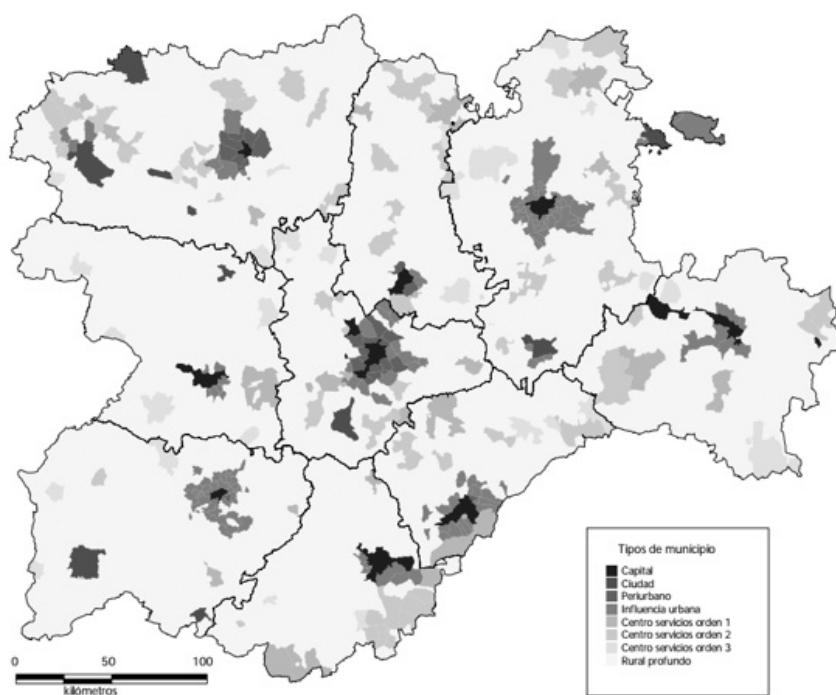 Tipos de municipio
Capital
Ciudad
Periurbano
Influencia urbana
Centro servicios orden 1
Centro servicios orden 2
Centro servicios orden 3
Rural profundo
0 50 100
kilómetros